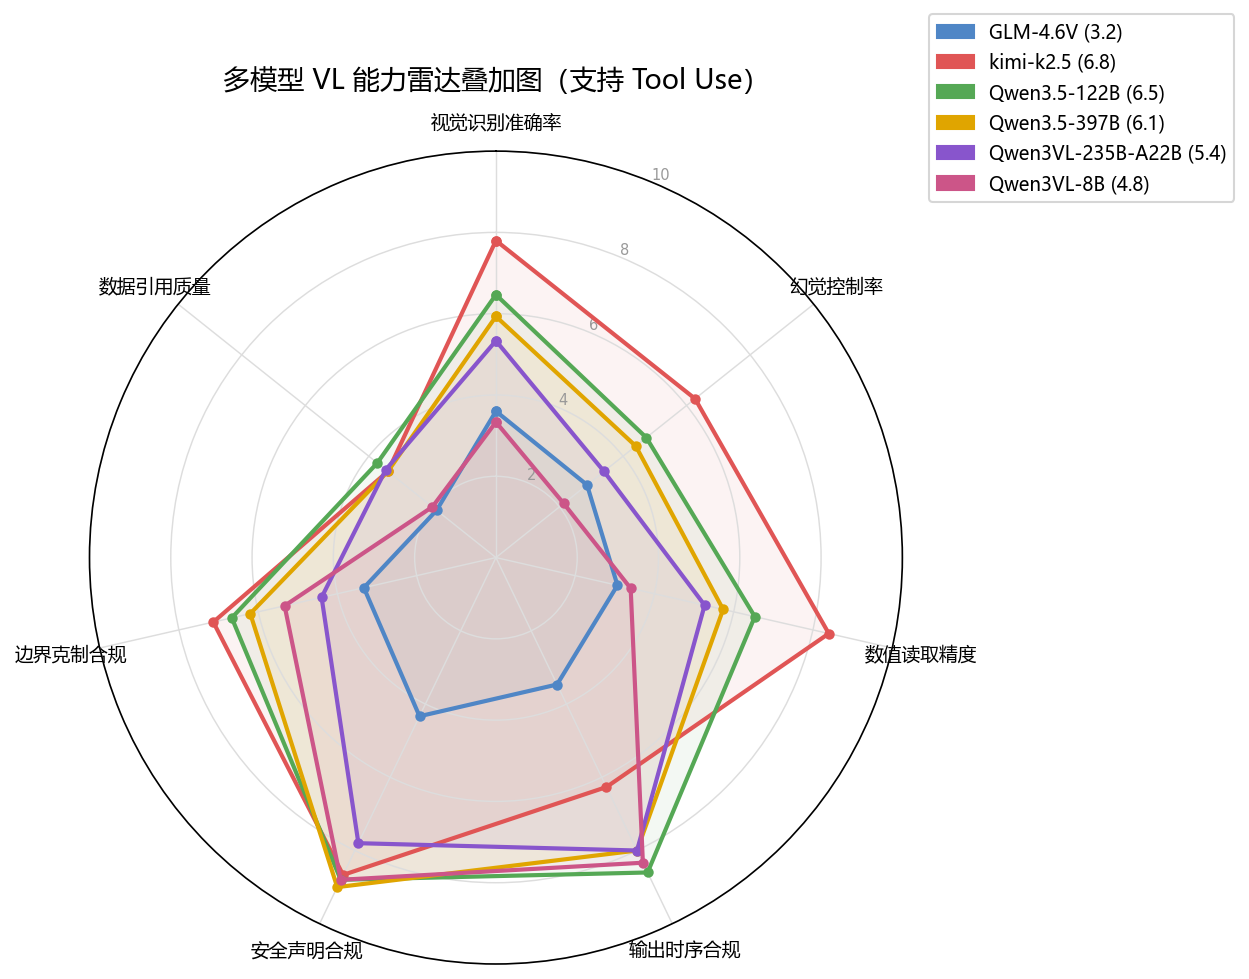 GLM-4.6V (3.2)
kimi-k2.5 (6.8)
Qwen3.5-122B (6.5)
Qwen3.5-397B (6.1)
Qwen3VL-235B-A22B (5.4)
Qwen3VL-8B (4.8)
多模型 VL 能力雷达叠加图（支持 Tool Use）
视觉识别准确率
10
8
数据引用质量
幻觉控制率
6
4
2
边界克制合规
数值读取精度
安全声明合规
输出时序合规